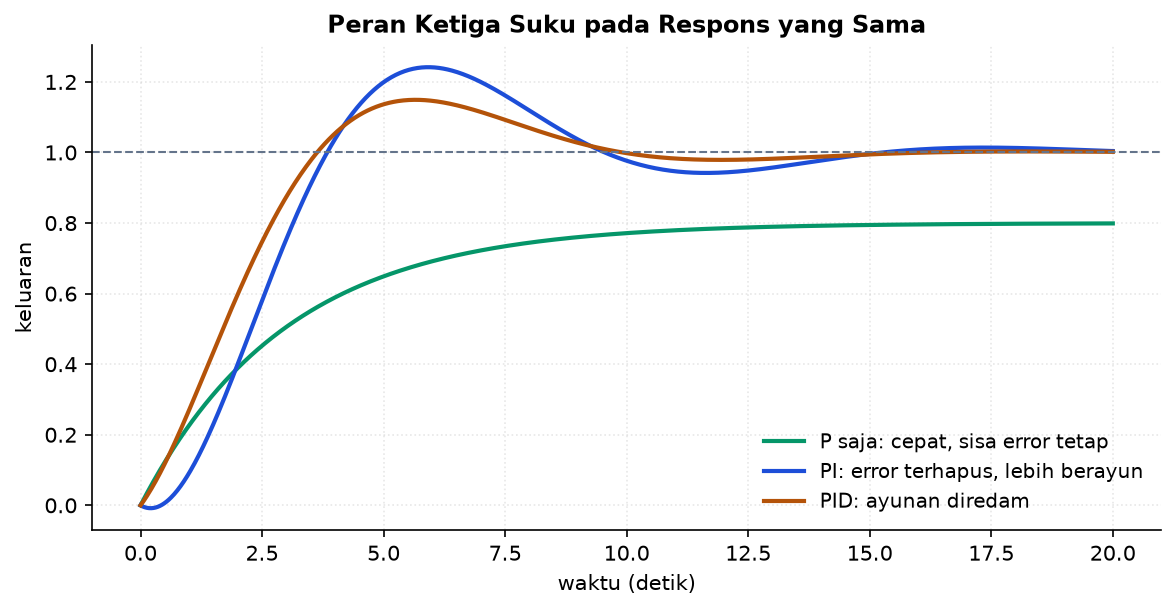 Peran Ketiga Suku pada Respons yang Sama
keluaran
1.2
1.0
0.8
0.6
0.4
0.2
0.0
P saja: cepat, sisa error tetap
PI: error terhapus, lebih berayun
PID: ayunan diredam
0.0 2.5 5.0 7.5 10.0 12.5 15.0 17.5 20.0
waktu (detik)